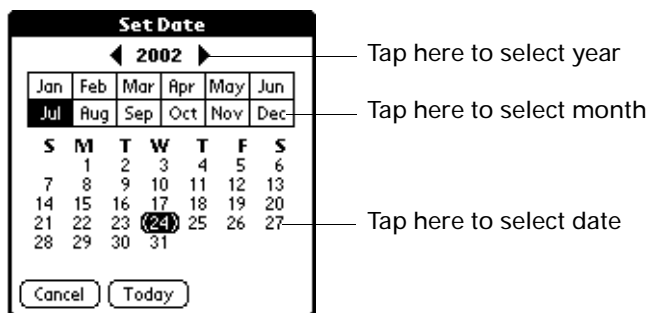 Set Date
2002
Tap here to select year
Jan Feb Mar Apr May Jun
Jul Aug Sep Oct Nov Dec
Tap here to select month
S M T W T F S
1 2 3 4 5 6
7 8 9 10 11 12 13
14 15 16 17 18 19 20
21 22 23 24 25 26 27
Tap here to select date
28 29 30 31
Cancel Today